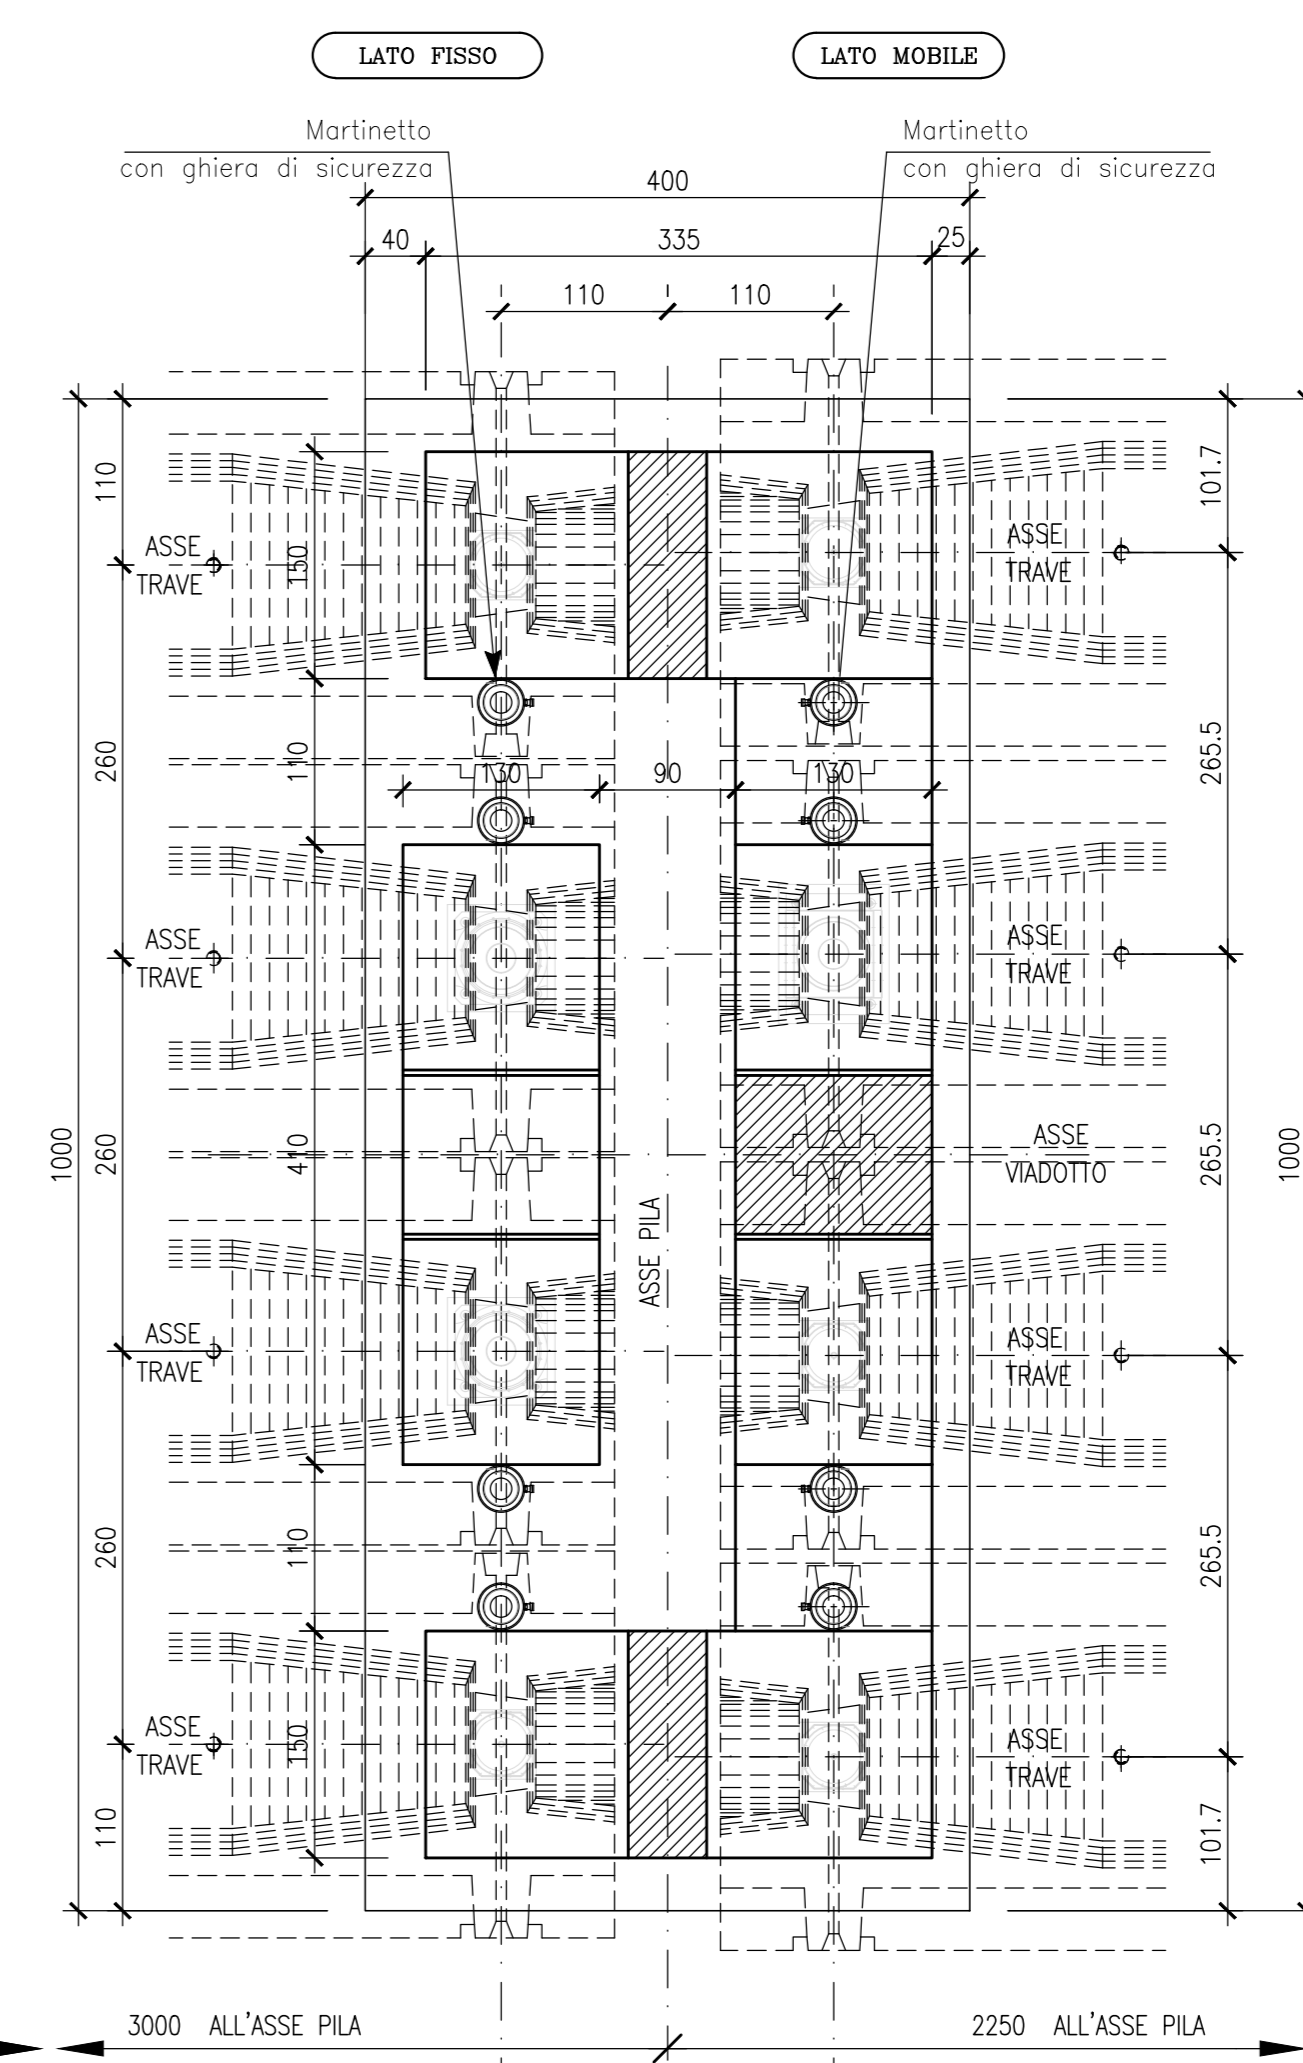 LATO FISSO
LATO MOBILE
Martinetto
con ghiera di sicurezza
Martinetto
con ghiera di sicurezza
400
40
335
25
110
110
110
101.7
ASSE
TRAVE
150
ASSE
TRAVE
260
110
265.5
130
90
130
ASSE
TRAVE
ASSE
TRAVE
1000
260
410
ASSE PILA
ASSE
VIADOTTO
265.5
1000
ASSE
TRAVE
ASSE
TRAVE
260
110
265.5
ASSE
TRAVE
150
ASSE
TRAVE
110
101.7
3000 ALL'ASSE PILA
2250 ALL'ASSE PILA